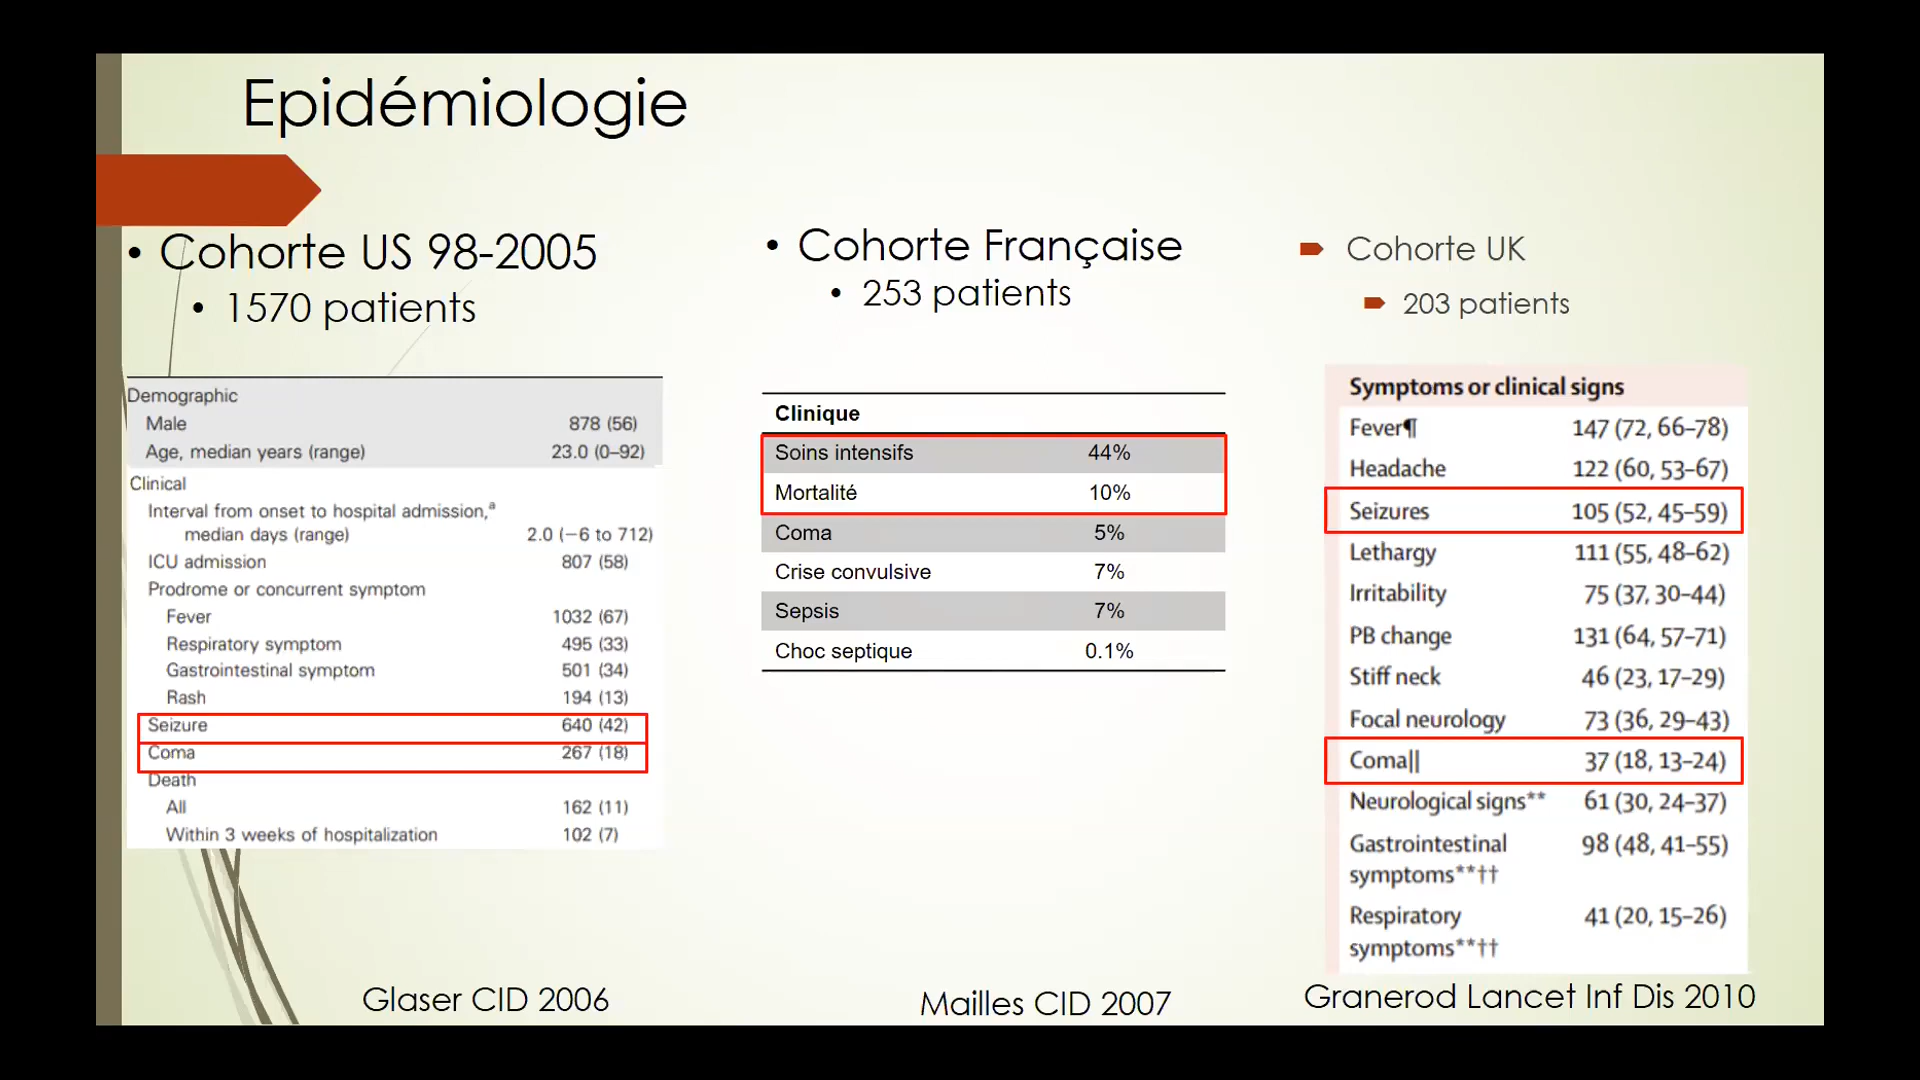 Epidémiologie
• Cohorte US 98-2005
• 1570 patients
Demographic
Male 878 (56)
Age, median years (range) 23.0 (0–92)
Clinical
Interval from onset to hospital admission,ᵃ
median days (range) 2.0 (−6 to 712)
ICU admission 807 (58)
Prodrome or concurrent symptom
Fever 1032 (67)
Respiratory symptom 495 (33)
Gastrointestinal symptom 501 (34)
Rash 194 (13)
Seizure 640 (42)
Coma 267 (18)
Death
All 162 (11)
Within 3 weeks of hospitalization 102 (7)
Glaser CID 2006
• Cohorte Française
• 253 patients
Clinique
Soins intensifs 44%
Mortalité 10%
Coma 5%
Crise convulsive 7%
Sepsis 7%
Choc septique 0.1%
Mailles CID 2007
Cohorte UK
203 patients
Symptoms or clinical signs
Fever¶ 147 (72, 66–78)
Headache 122 (60, 53–67)
Seizures 105 (52, 45–59)
Lethargy 111 (55, 48–62)
Irritability 75 (37, 30–44)
PB change 131 (64, 57–71)
Stiff neck 46 (23, 17–29)
Focal neurology 73 (36, 29–43)
Coma|| 37 (18, 13–24)
Neurological signs** 61 (30, 24–37)
Gastrointestinal 98 (48, 41–55)
symptoms**††
Respiratory 41 (20, 15–26)
symptoms**††
Granerod Lancet Inf Dis 2010